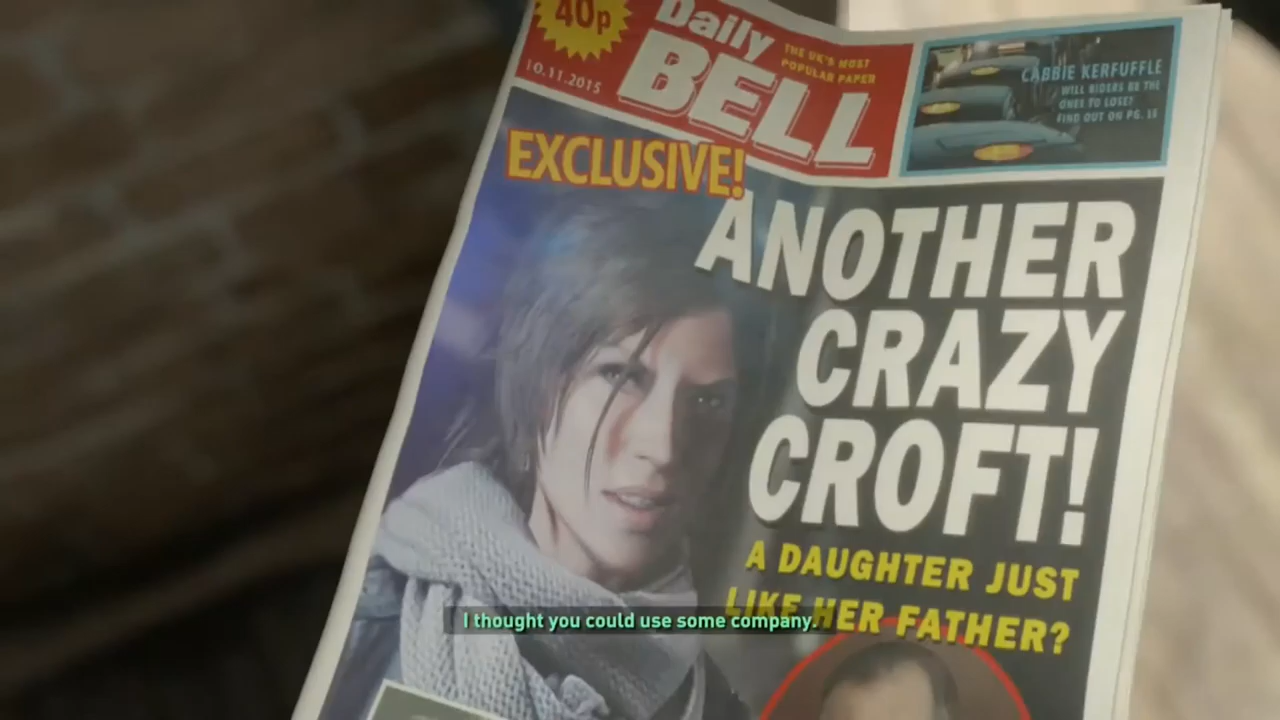 40p
10.11.2015
Daily
BELL
THE UK'S MOST
POPULAR PAPER
CABBIE KERFUFFLE
WILL RIDERS BE THE
ONES TO LOSE?
FIND OUT ON PG. 15
EXCLUSIVE!
ANOTHER
CRAZY
CROFT!
A DAUGHTER JUST
LIKE HER FATHER?
I thought you could use some company.